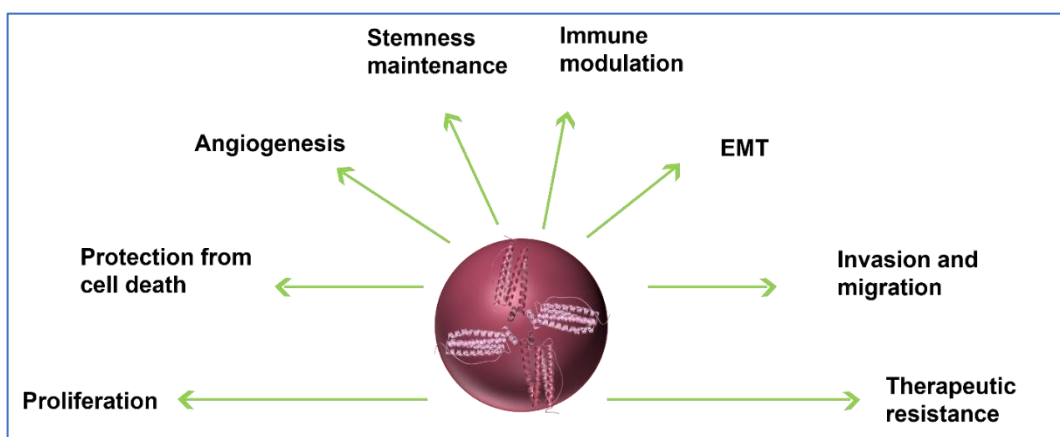 Stemness
maintenance
Immune
modulation
Angiogenesis
EMT
Protection from
cell death
Invasion and
migration
Proliferation
Therapeutic
resistance